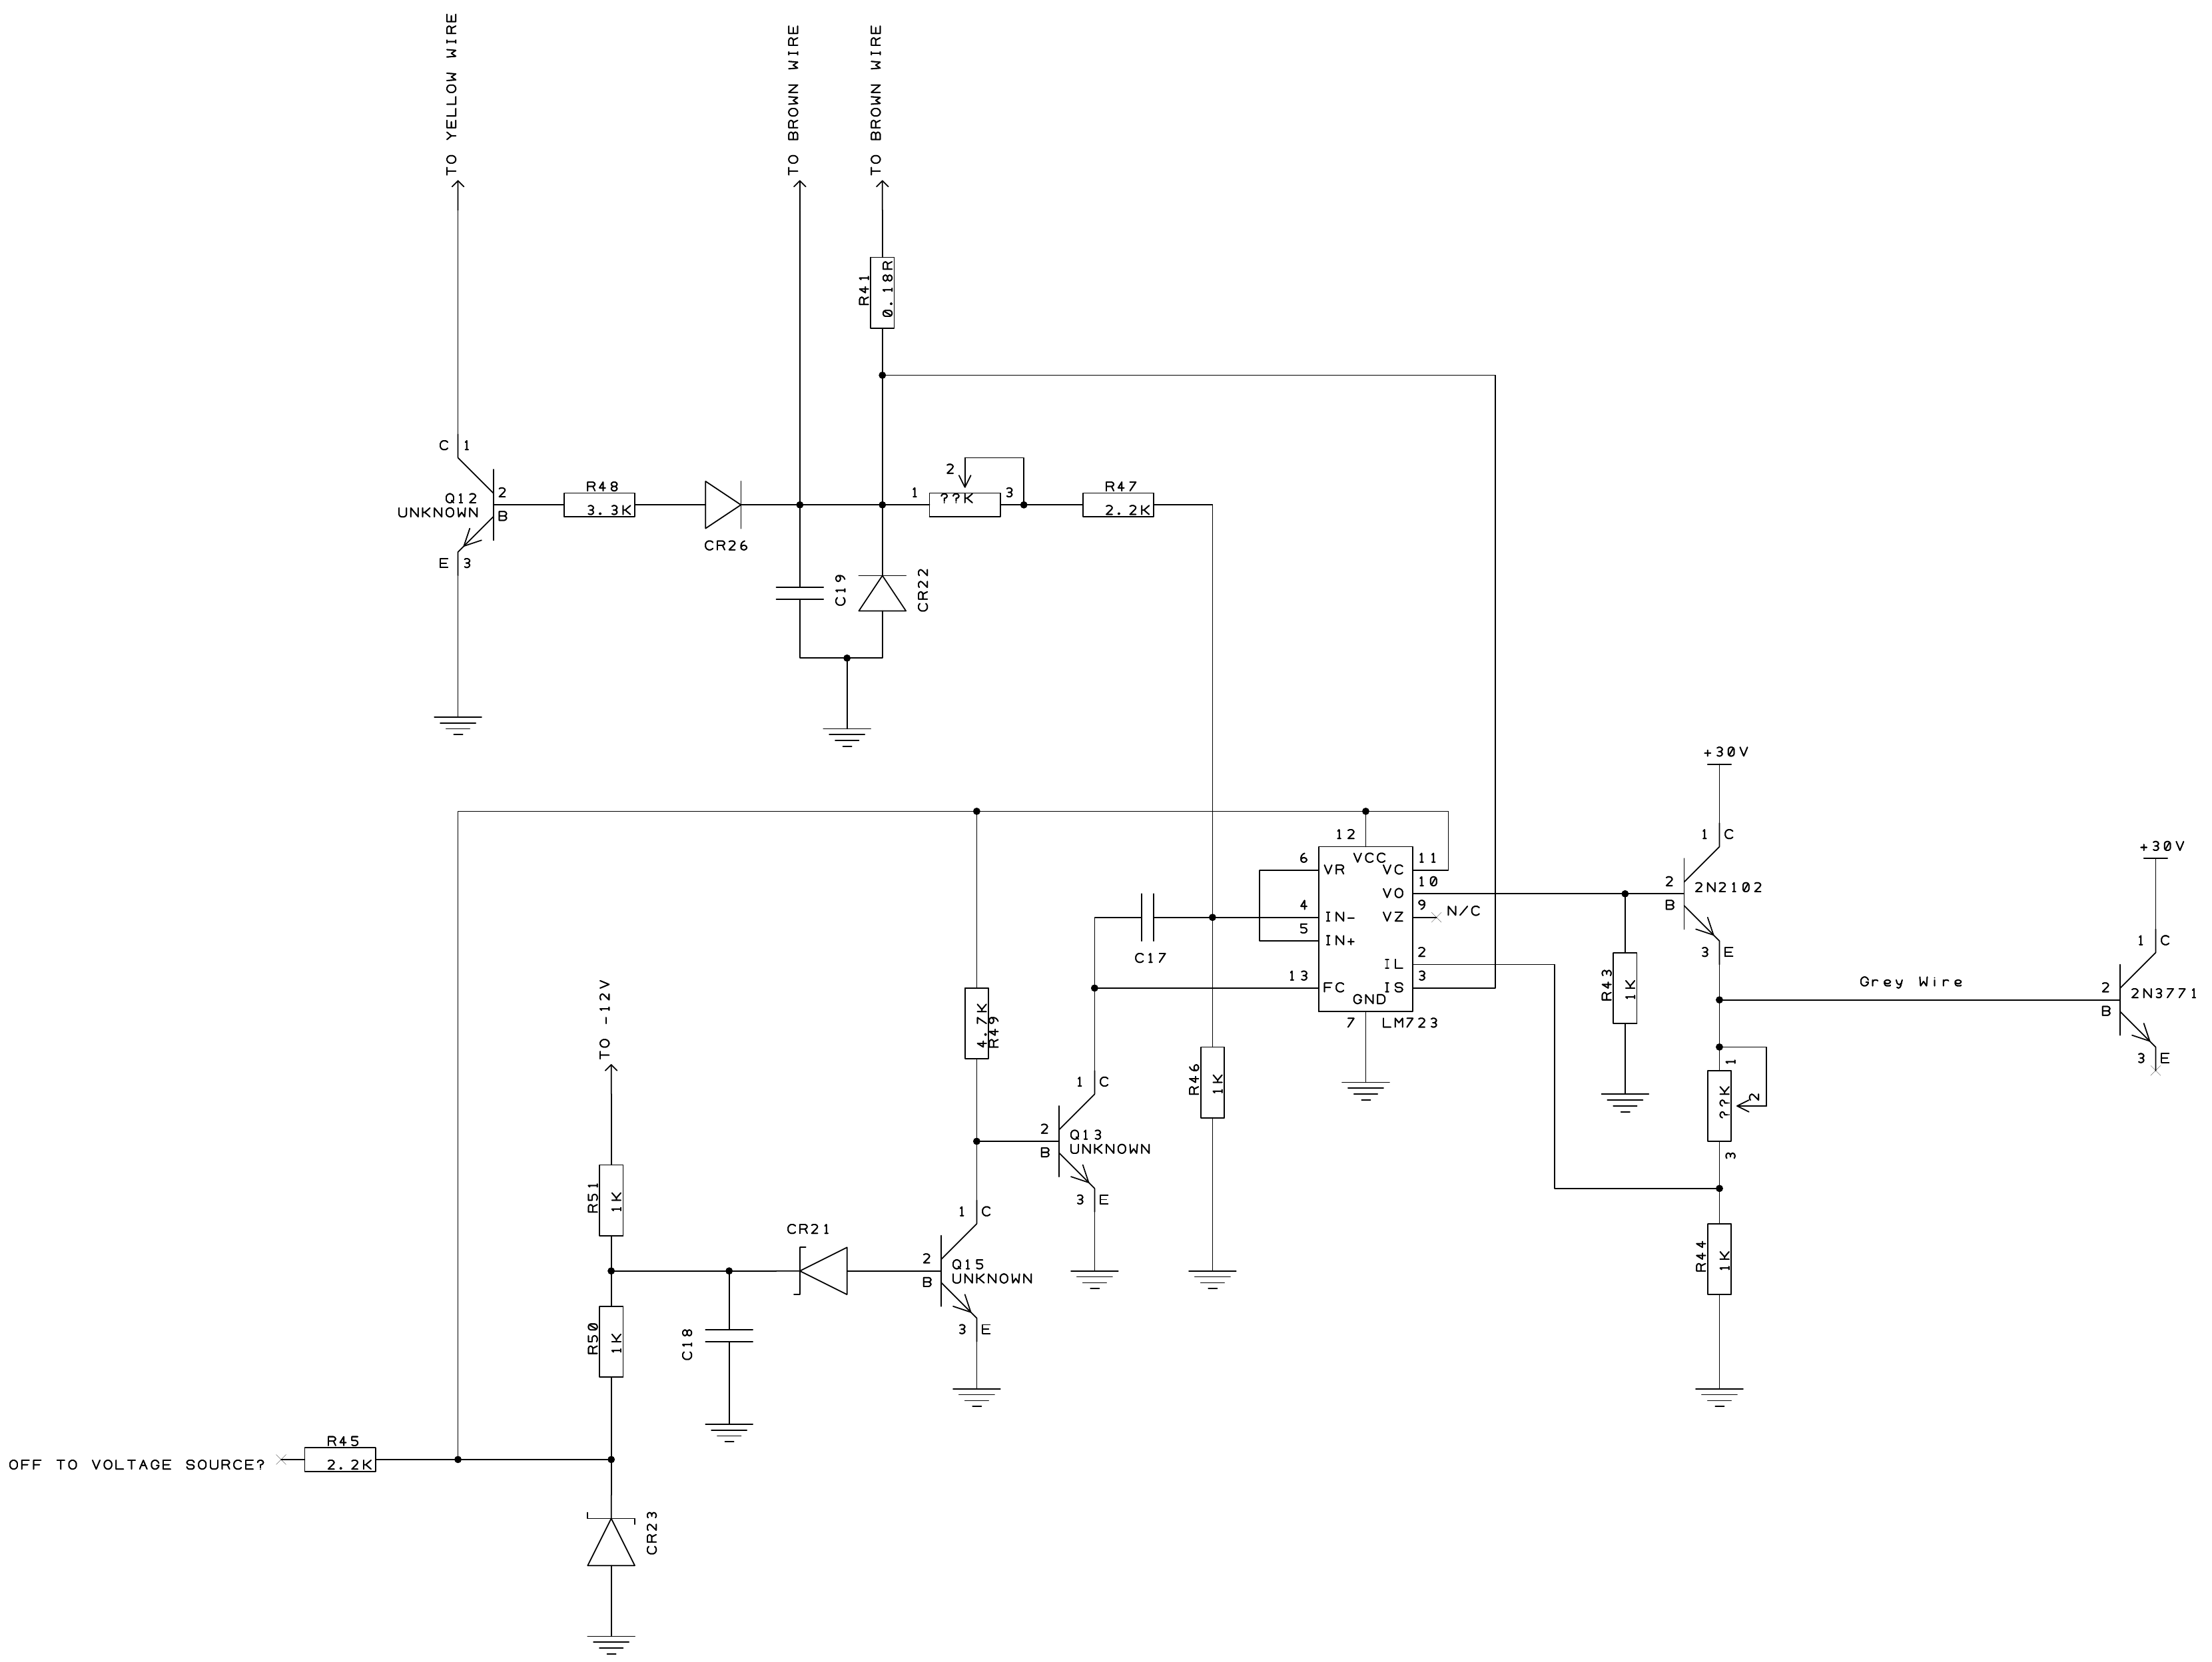 TO YELLOW WIRE
TO BROWN WIRE
TO BROWN WIRE
R41
0.18R
C 1
Q12
UNKNOWN
2
B
E 3
R48
3.3K
CR26
C19
CR22
1
2
??K
3
R47
2.2K
+30V
1 C
2
B
2N2102
3 E
+30V
1 C
2
B
2N3771
3 E
Grey Wire
12
VCC
6
VR
VC
11
VO
10
4
IN-
VZ
9
N/C
5
IN+
IL
2
13
FC
IS
3
GND
7
LM723
C17
R43
1K
1
??K
2
3
R44
1K
4.7K
R49
R46
1K
1 C
2
B
Q13
UNKNOWN
3 E
TO -12V
R51
1K
CR21
1 C
2
B
Q15
UNKNOWN
3 E
R50
1K
C18
R45
OFF TO VOLTAGE SOURCE?
2.2K
CR23